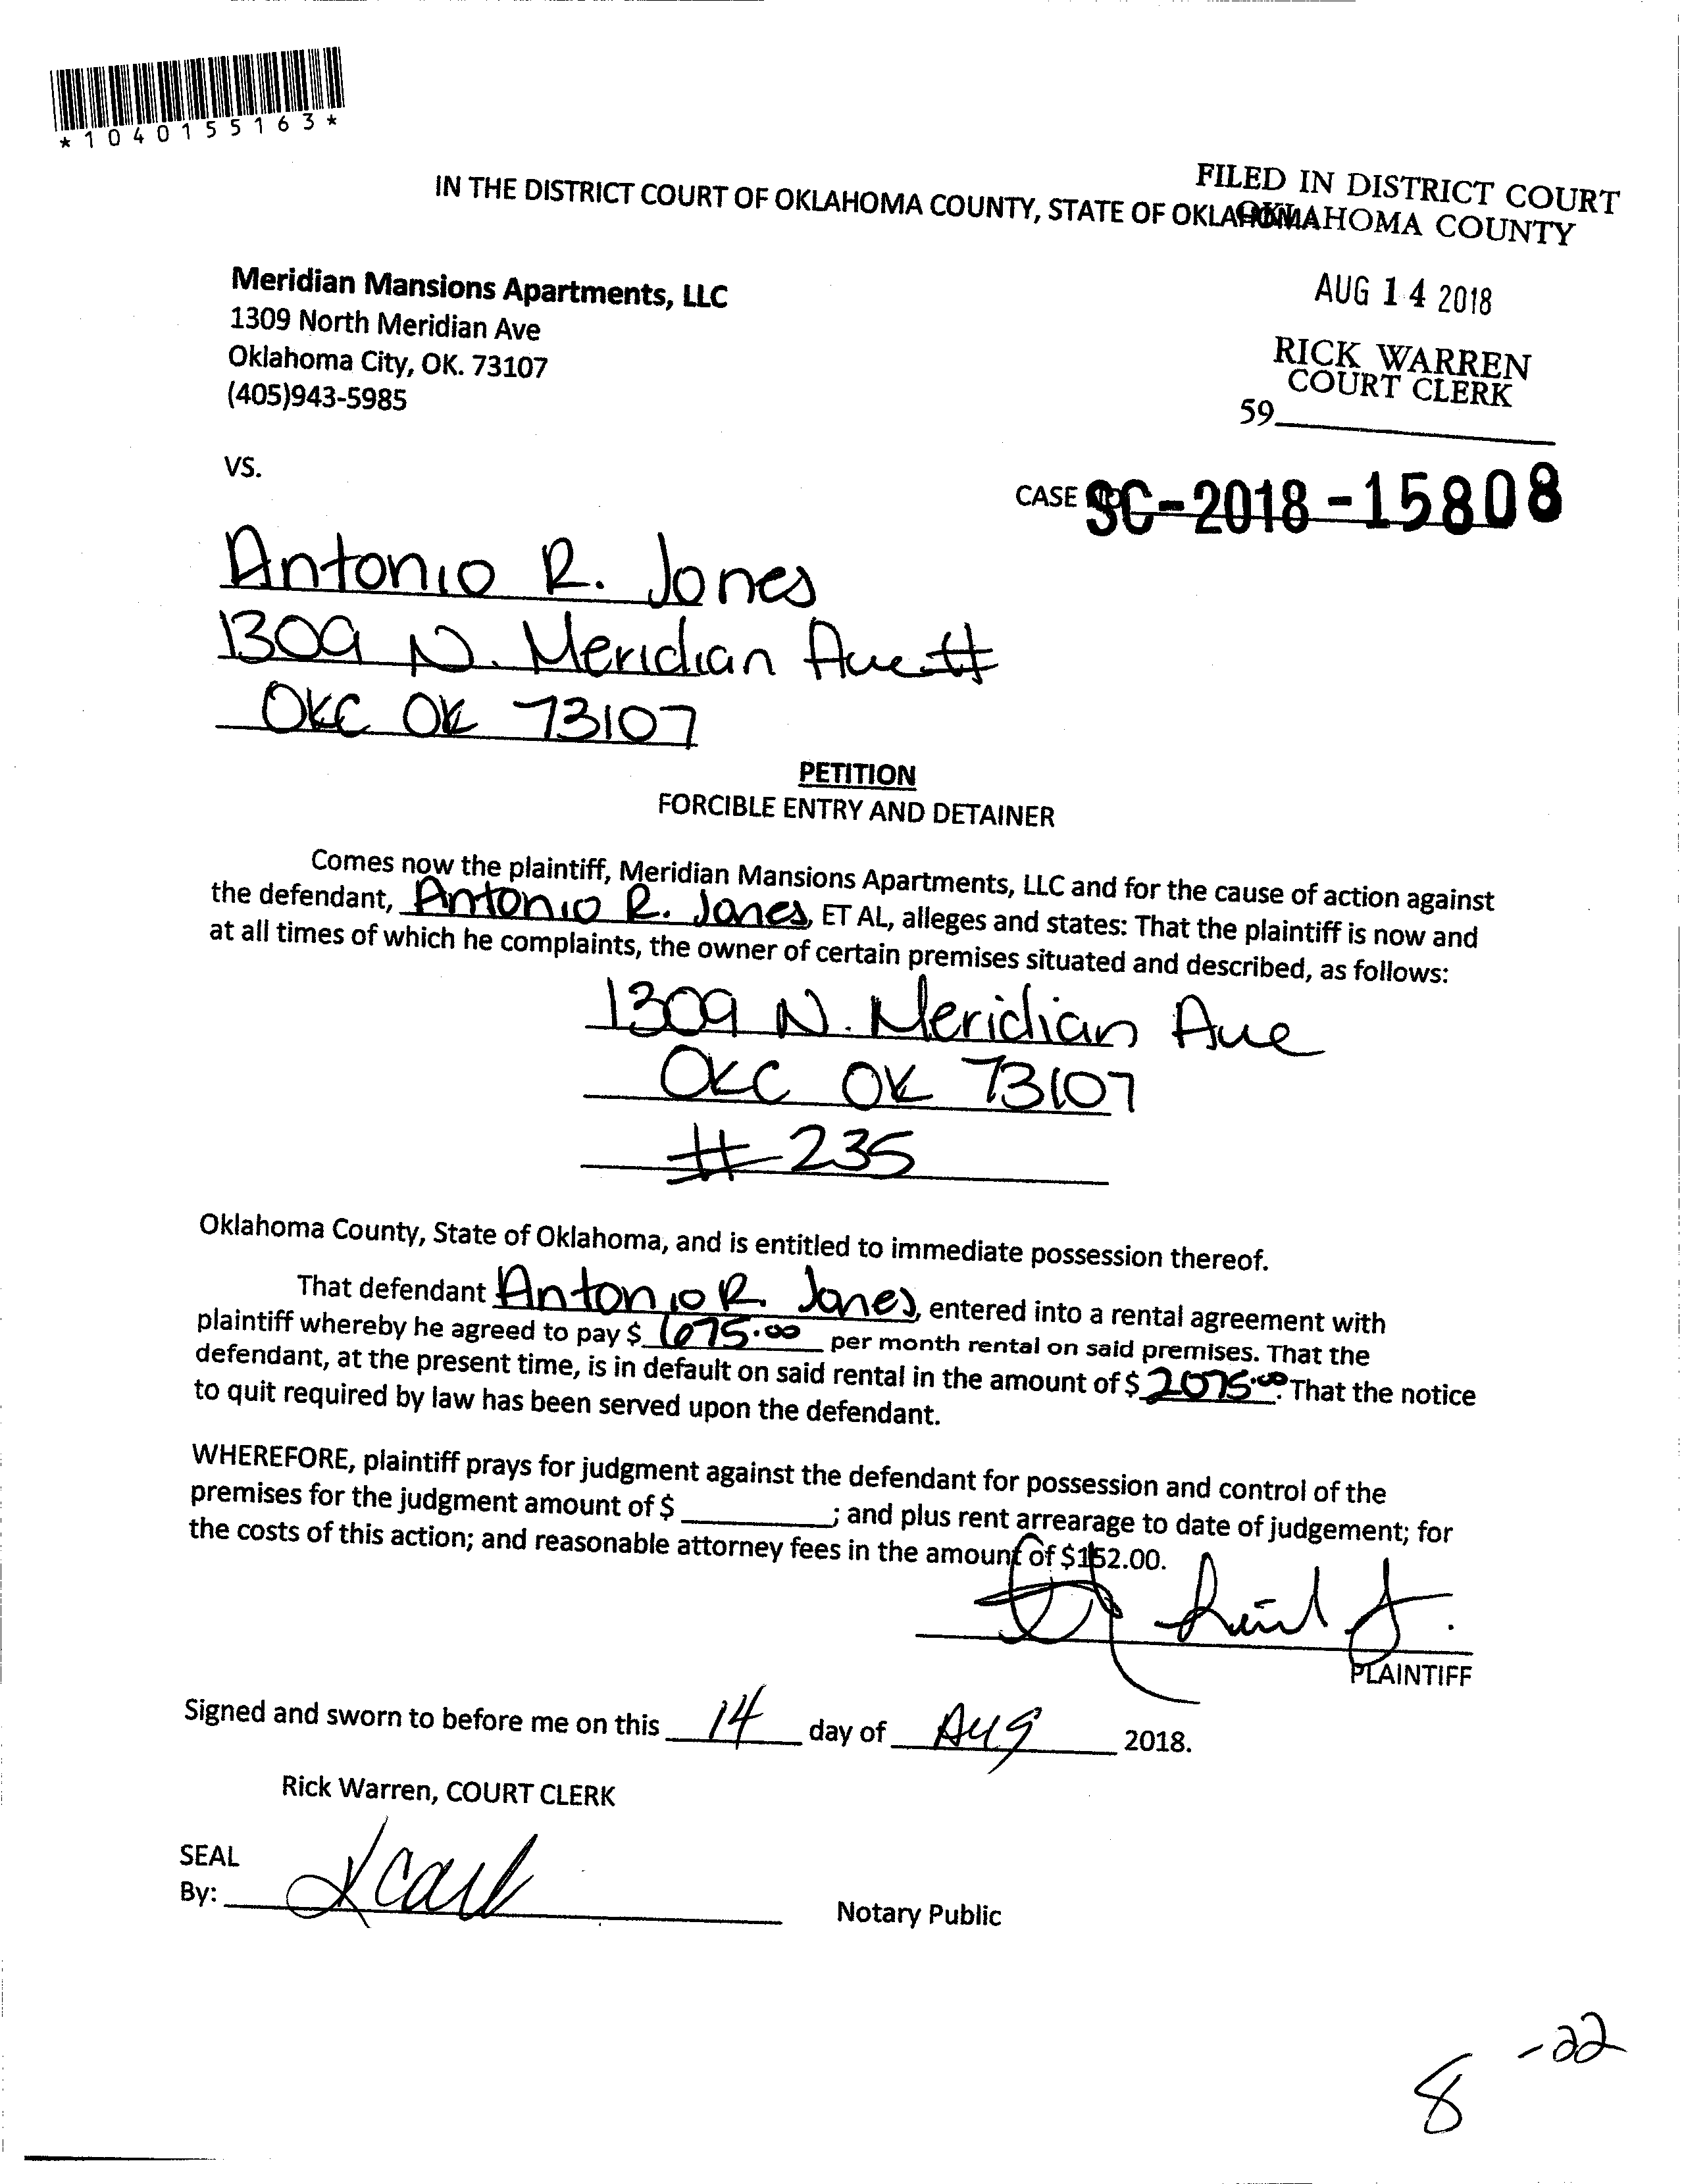 *1040155163*
FILED IN DISTRICT COURT
OKLAHOMA COUNTY
IN THE DISTRICT COURT OF OKLAHOMA COUNTY, STATE OF OKLAHOMA
Meridian Mansions Apartments, LLC
1309 North Meridian Ave
Oklahoma City, OK. 73107
(405)943-5985
AUG 14 2018
RICK WARREN
COURT CLERK
59
VS.
CASE NO. SC-2018-15808
Antonio R. Jones
1309 N. Meridian Ave #
OKC OK 73107
PETITION
FORCIBLE ENTRY AND DETAINER
Comes now the plaintiff, Meridian Mansions Apartments, LLC and for the cause of action against
the defendant, Antonio R. Jones, ET AL, alleges and states: That the plaintiff is now and
at all times of which he complaints, the owner of certain premises situated and described, as follows:
1309 N. Meridian Ave
OKC OK 73107
# 235
Oklahoma County, State of Oklahoma, and is entitled to immediate possession thereof.
That defendant Antonio R. Jones, entered into a rental agreement with
plaintiff whereby he agreed to pay $ 675.00 per month rental on said premises. That the
defendant, at the present time, is in default on said rental in the amount of $ 2075.00. That the notice
to quit required by law has been served upon the defendant.
WHEREFORE, plaintiff prays for judgment against the defendant for possession and control of the
premises for the judgment amount of $ ; and plus rent arrearage to date of judgement; for
the costs of this action; and reasonable attorney fees in the amount of $152.00.
PLAINTIFF
Signed and sworn to before me on this 14 day of Aug 2018.
Rick Warren, COURT CLERK
SEAL
By: Notary Public
8-22